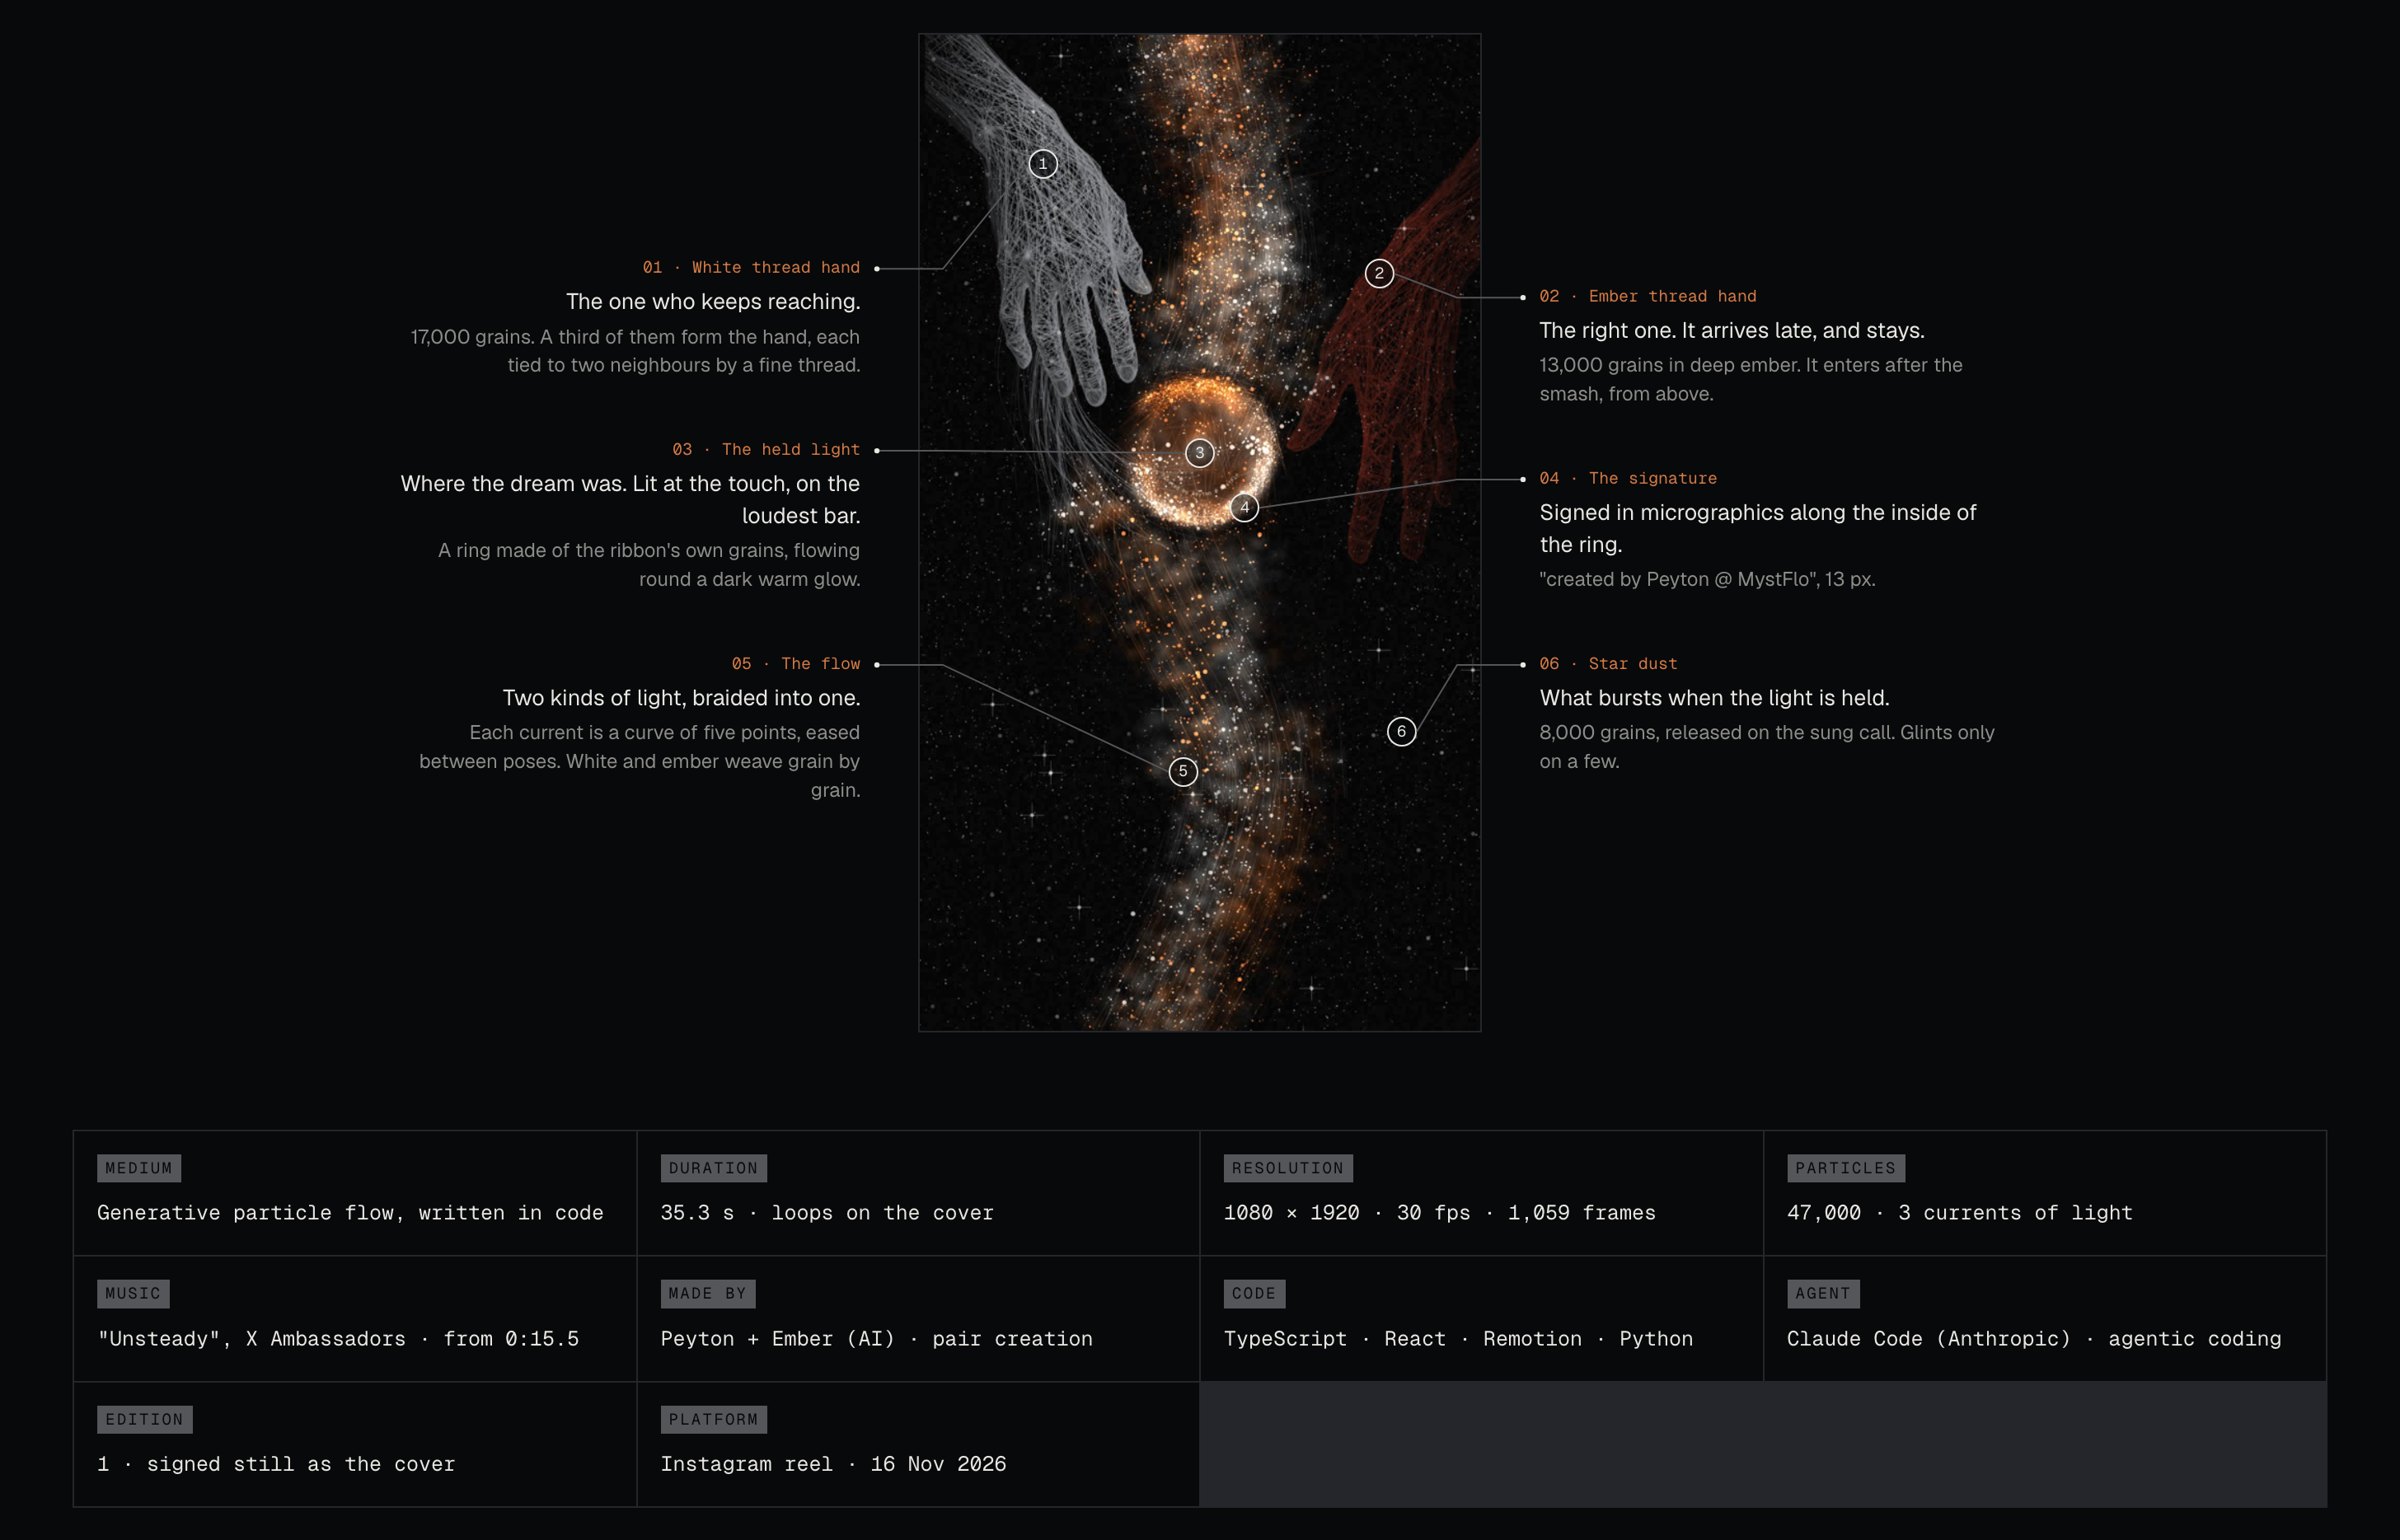 1
2
3
4
5
6
01 · White thread hand
The one who keeps reaching.
17,000 grains. A third of them form the hand, each
tied to two neighbours by a fine thread.
02 · Ember thread hand
The right one. It arrives late, and stays.
13,000 grains in deep ember. It enters after the
smash, from above.
03 · The held light
Where the dream was. Lit at the touch, on the
loudest bar.
A ring made of the ribbon's own grains, flowing
round a dark warm glow.
04 · The signature
Signed in micrographics along the inside of
the ring.
"created by Peyton @ MystFlo", 13 px.
05 · The flow
Two kinds of light, braided into one.
Each current is a curve of five points, eased
between poses. White and ember weave grain by
grain.
06 · Star dust
What bursts when the light is held.
8,000 grains, released on the sung call. Glints only
on a few.
MEDIUM
Generative particle flow, written in code
DURATION
35.3 s · loops on the cover
RESOLUTION
1080 × 1920 · 30 fps · 1,059 frames
PARTICLES
47,000 · 3 currents of light
MUSIC
"Unsteady", X Ambassadors · from 0:15.5
MADE BY
Peyton + Ember (AI) · pair creation
CODE
TypeScript · React · Remotion · Python
AGENT
Claude Code (Anthropic) · agentic coding
EDITION
1 · signed still as the cover
PLATFORM
Instagram reel · 16 Nov 2026